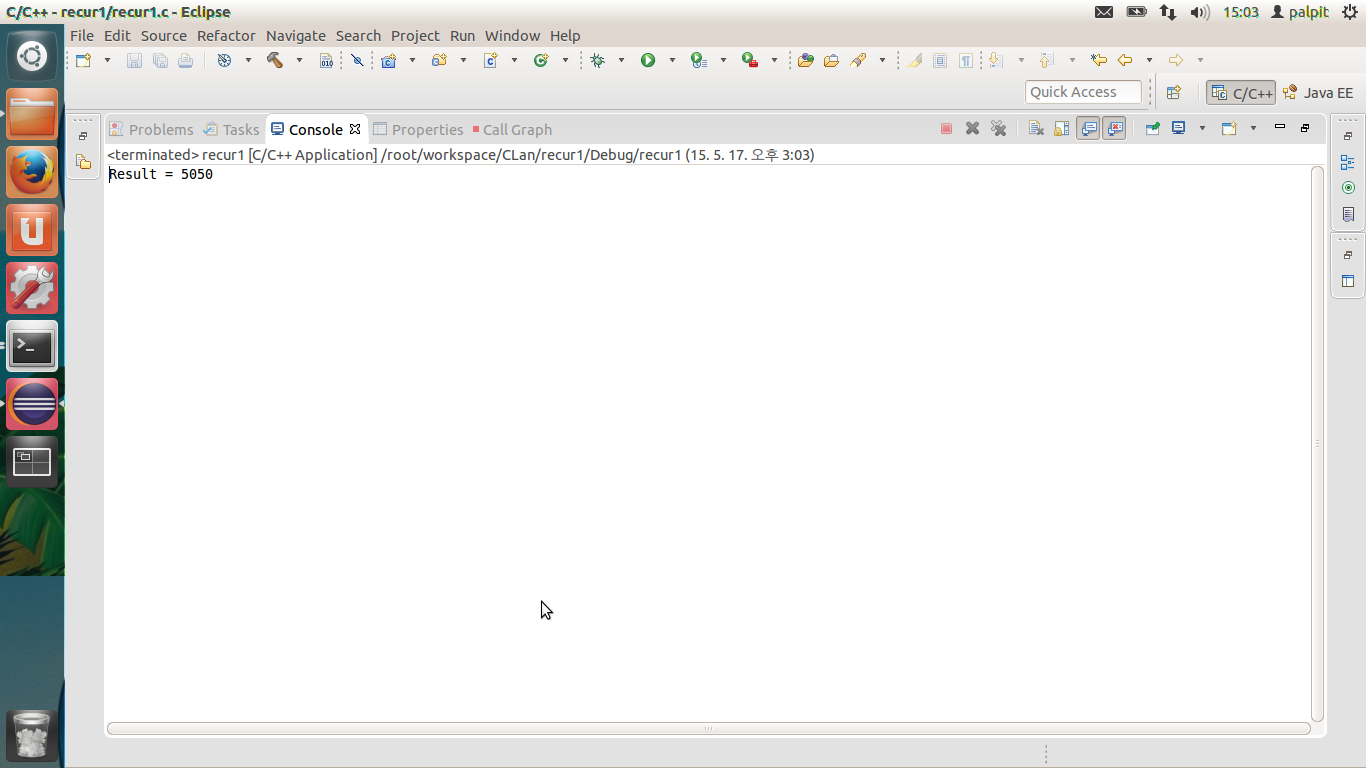 C/C++ - recur1/recur1.c - Eclipse
15:03 palpit
File Edit Source Refactor Navigate Search Project Run Window Help
010
Quick Access
C/C++ Java EE
Problems Tasks Console Properties Call Graph
<terminated> recur1 [C/C++ Application] /root/workspace/CLan/recur1/Debug/recur1 (15. 5. 17. 오후 3:03)
Result = 5050